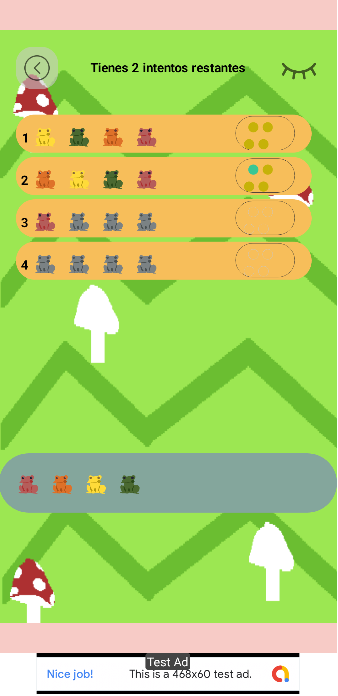 Tienes 2 intentos restantes
1
2
3
4
Test Ad
Nice job!
This is a 468x60 test ad.